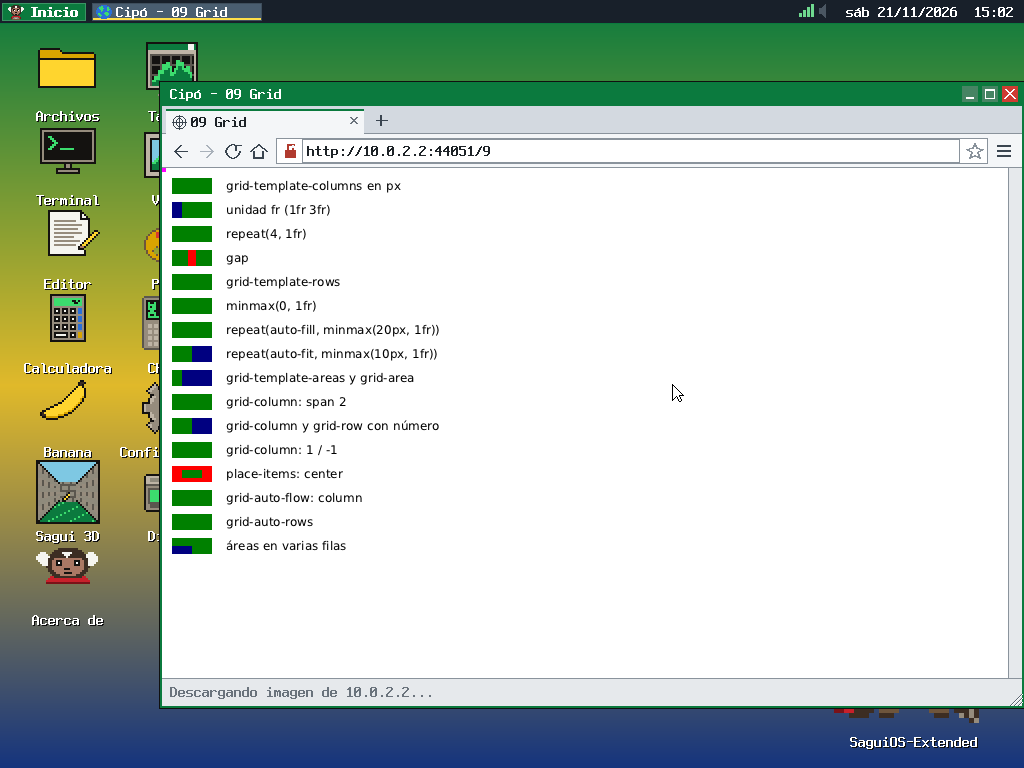 Inicio
Cipó - 09 Grid
sáb 21/11/2026 15:02
Archivos
Terminal
Editor
Calculadora
Banana
Sagui 3D
Acerca de
Cipó - 09 Grid
09 Grid
http://10.0.2.2:44051/9
grid-template-columns en px
unidad fr (1fr 3fr)
repeat(4, 1fr)
gap
grid-template-rows
minmax(0, 1fr)
repeat(auto-fill, minmax(20px, 1fr))
repeat(auto-fit, minmax(10px, 1fr))
grid-template-areas y grid-area
grid-column: span 2
grid-column y grid-row con número
grid-column: 1 / -1
place-items: center
grid-auto-flow: column
grid-auto-rows
áreas en varias filas
Descargando imagen de 10.0.2.2...
SaguiOS-Extended